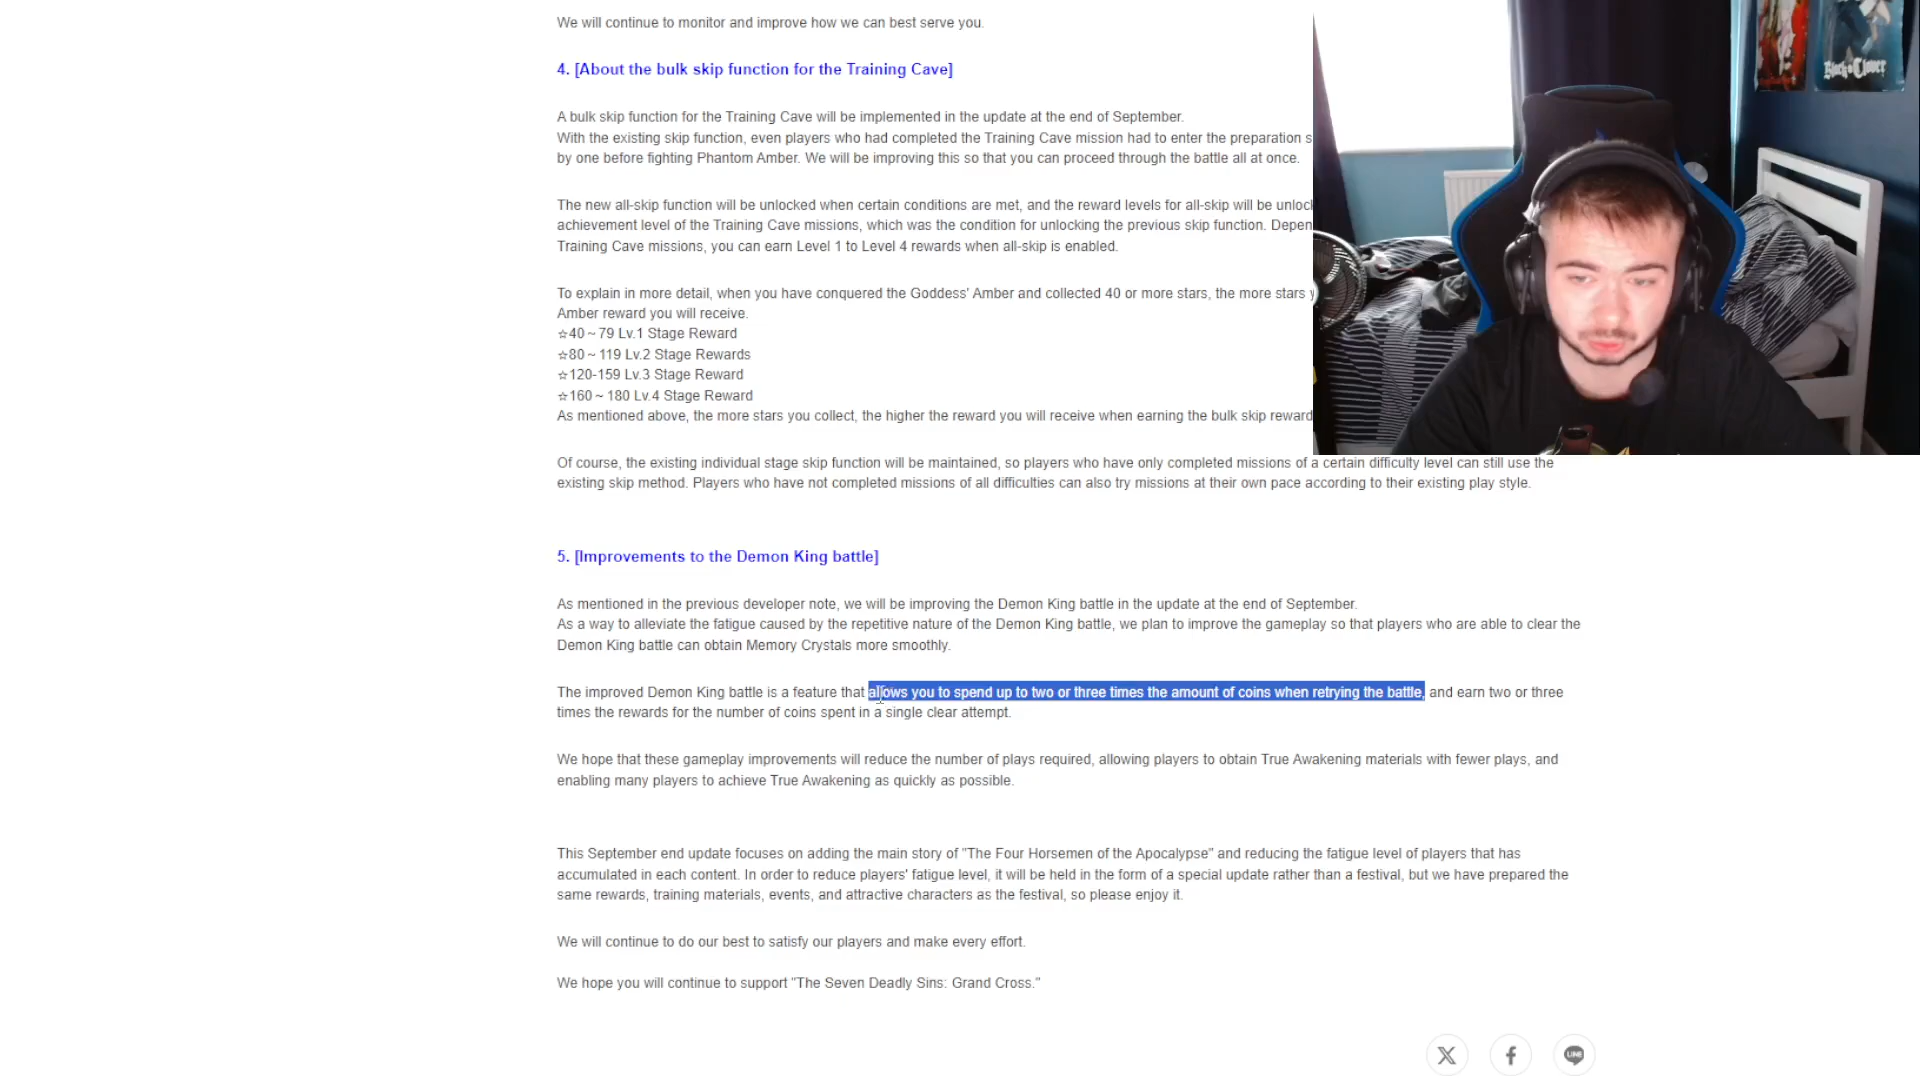 We will continue to monitor and improve how we can best serve you.
4. [About the bulk skip function for the Training Cave]
A bulk skip function for the Training Cave will be implemented in the update at the end of September.
With the existing skip function, even players who had completed the Training Cave mission had to enter the preparation s
by one before fighting Phantom Amber. We will be improving this so that you can proceed through the battle all at once.
The new all-skip function will be unlocked when certain conditions are met, and the reward levels for all-skip will be unloc
achievement level of the Training Cave missions, which was the condition for unlocking the previous skip function. Depen
Training Cave missions, you can earn Level 1 to Level 4 rewards when all-skip is enabled.
To explain in more detail, when you have conquered the Goddess' Amber and collected 40 or more stars, the more stars y
Amber reward you will receive.
☆40 ~ 79 Lv.1 Stage Reward
☆80 ~ 119 Lv.2 Stage Rewards
☆120-159 Lv.3 Stage Reward
☆160 ~ 180 Lv.4 Stage Reward
As mentioned above, the more stars you collect, the higher the reward you will receive when earning the bulk skip reward
Of course, the existing individual stage skip function will be maintained, so players who have only completed missions of a certain difficulty level can still use the
existing skip method. Players who have not completed missions of all difficulties can also try missions at their own pace according to their existing play style.
5. [Improvements to the Demon King battle]
As mentioned in the previous developer note, we will be improving the Demon King battle in the update at the end of September.
As a way to alleviate the fatigue caused by the repetitive nature of the Demon King battle, we plan to improve the gameplay so that players who are able to clear the
Demon King battle can obtain Memory Crystals more smoothly.
The improved Demon King battle is a feature that allows you to spend up to two or three times the amount of coins when retrying the battle, and earn two or three
times the rewards for the number of coins spent in a single clear attempt.
We hope that these gameplay improvements will reduce the number of plays required, allowing players to obtain True Awakening materials with fewer plays, and
enabling many players to achieve True Awakening as quickly as possible.
This September end update focuses on adding the main story of "The Four Horsemen of the Apocalypse" and reducing the fatigue level of players that has
accumulated in each content. In order to reduce players' fatigue level, it will be held in the form of a special update rather than a festival, but we have prepared the
same rewards, training materials, events, and attractive characters as the festival, so please enjoy it.
We will continue to do our best to satisfy our players and make every effort.
We hope you will continue to support "The Seven Deadly Sins: Grand Cross."
Black Clover
LINE